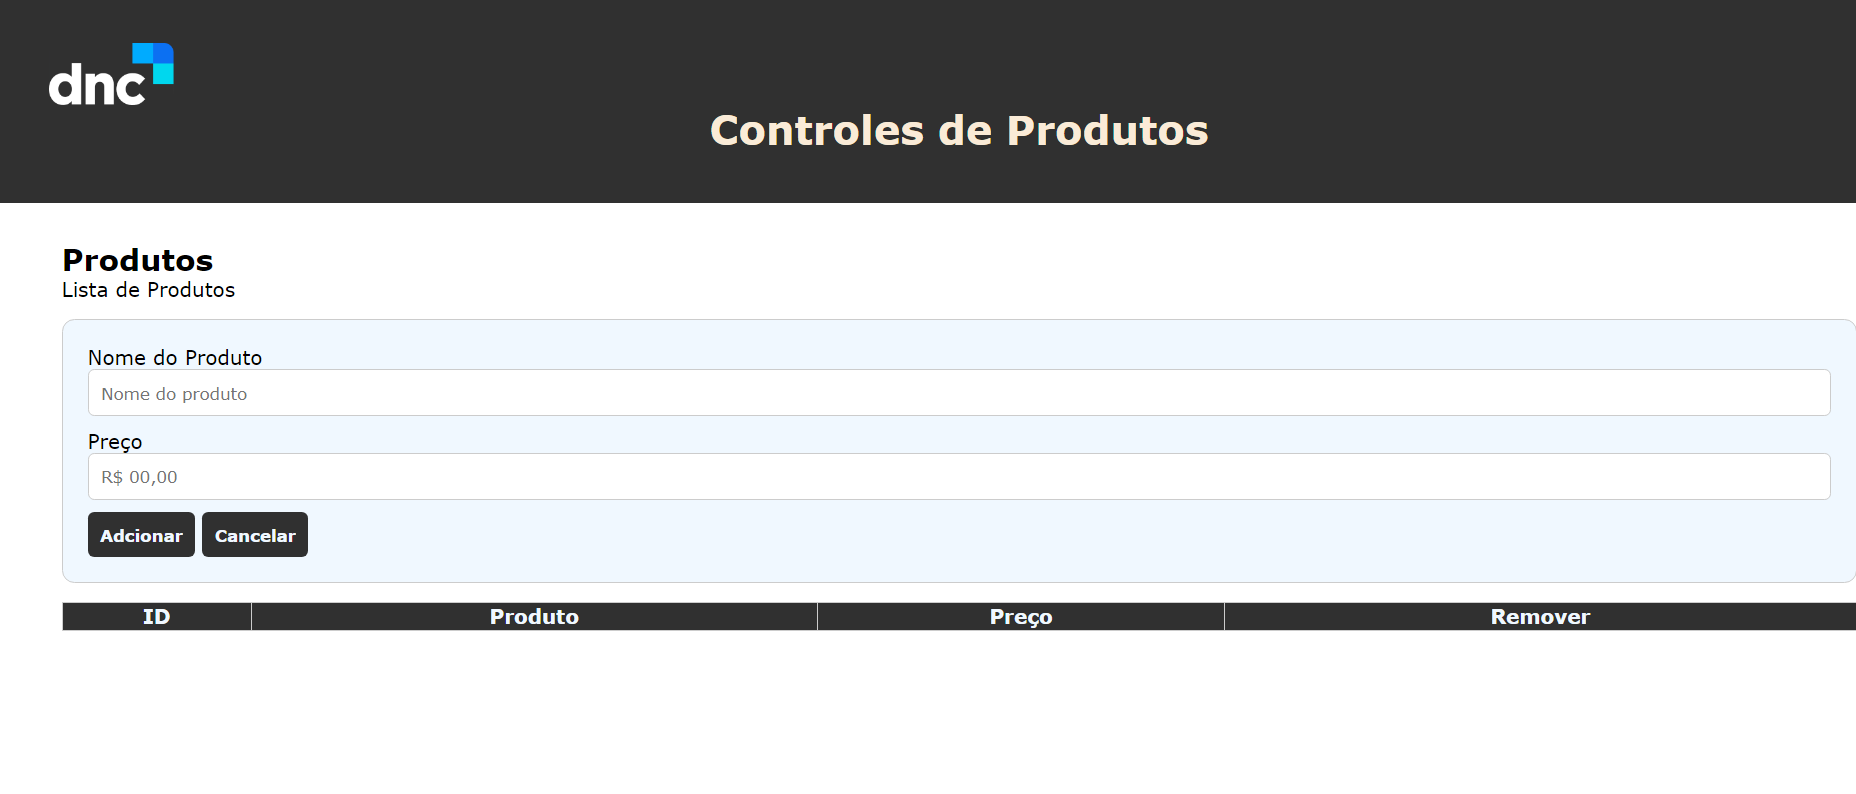 dnc
Controles de Produtos
Produtos
Lista de Produtos
Nome do Produto
Nome do produto
Preço
R$ 00,00
Adcionar Cancelar
ID Produto Preço Remover